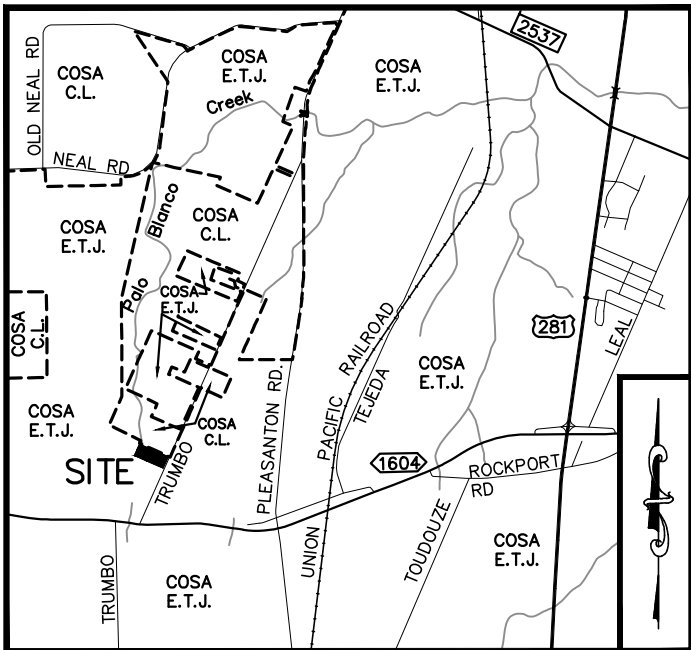 OLD NEAL RD
COSA
C.L.
COSA
E.T.J.
COSA
E.T.J.
2537
Creek
NEAL RD
Blanco
COSA
C.L.
COSA
E.T.J.
Palo
COSA
E.T.J.
COSA
C.L.
281
LEAL
PACIFIC RAILROAD
TEJEDA
COSA
E.T.J.
COSA
E.T.J.
COSA
C.L.
PLEASANTON RD.
SITE
TRUMBO
1604
ROCKPORT
RD
TOUDOUZE
UNION
COSA
E.T.J.
TRUMBO
COSA
E.T.J.